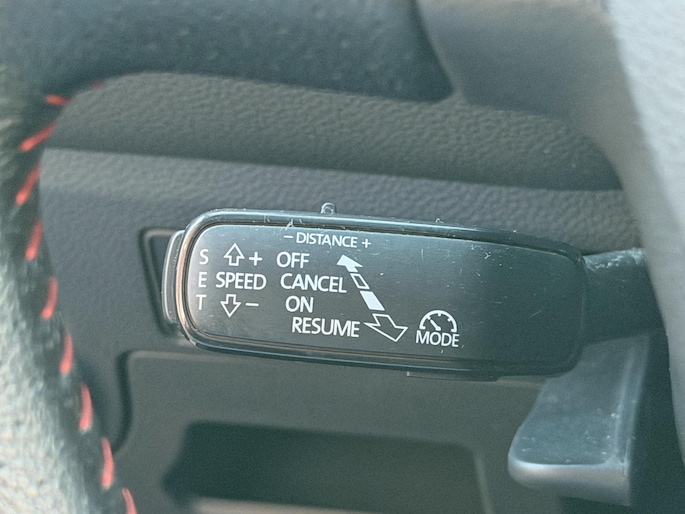 – DISTANCE +
S + OFF
E SPEED CANCEL
T – ON
RESUME
MODE